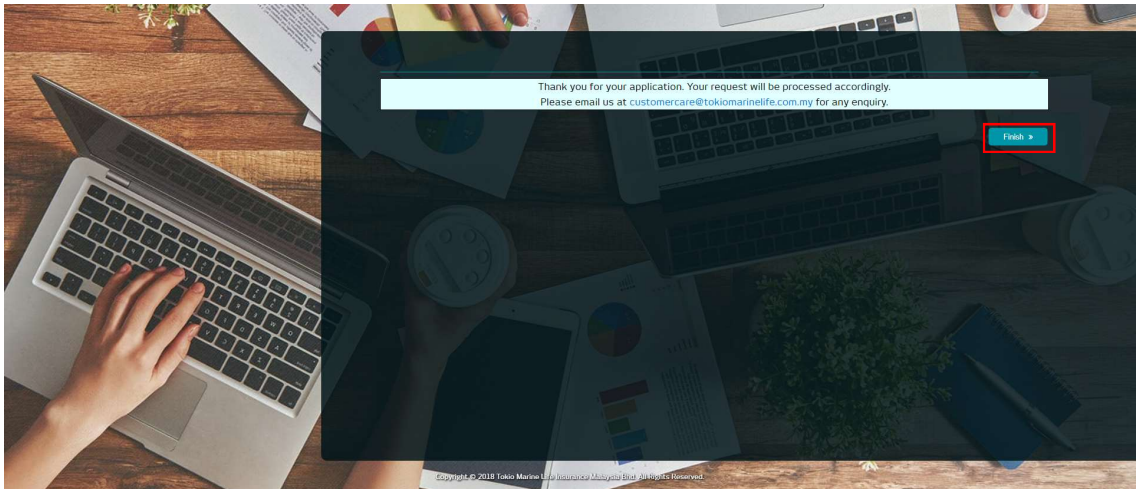 Thank you for your application. Your request will be processed accordingly.
Please email us at customercare@tokiomarinelife.com.my for any enquiry.
Finish »
Copyright © 2018 Tokio Marine Life Insurance Malaysia Bhd. All Rights Reserved.